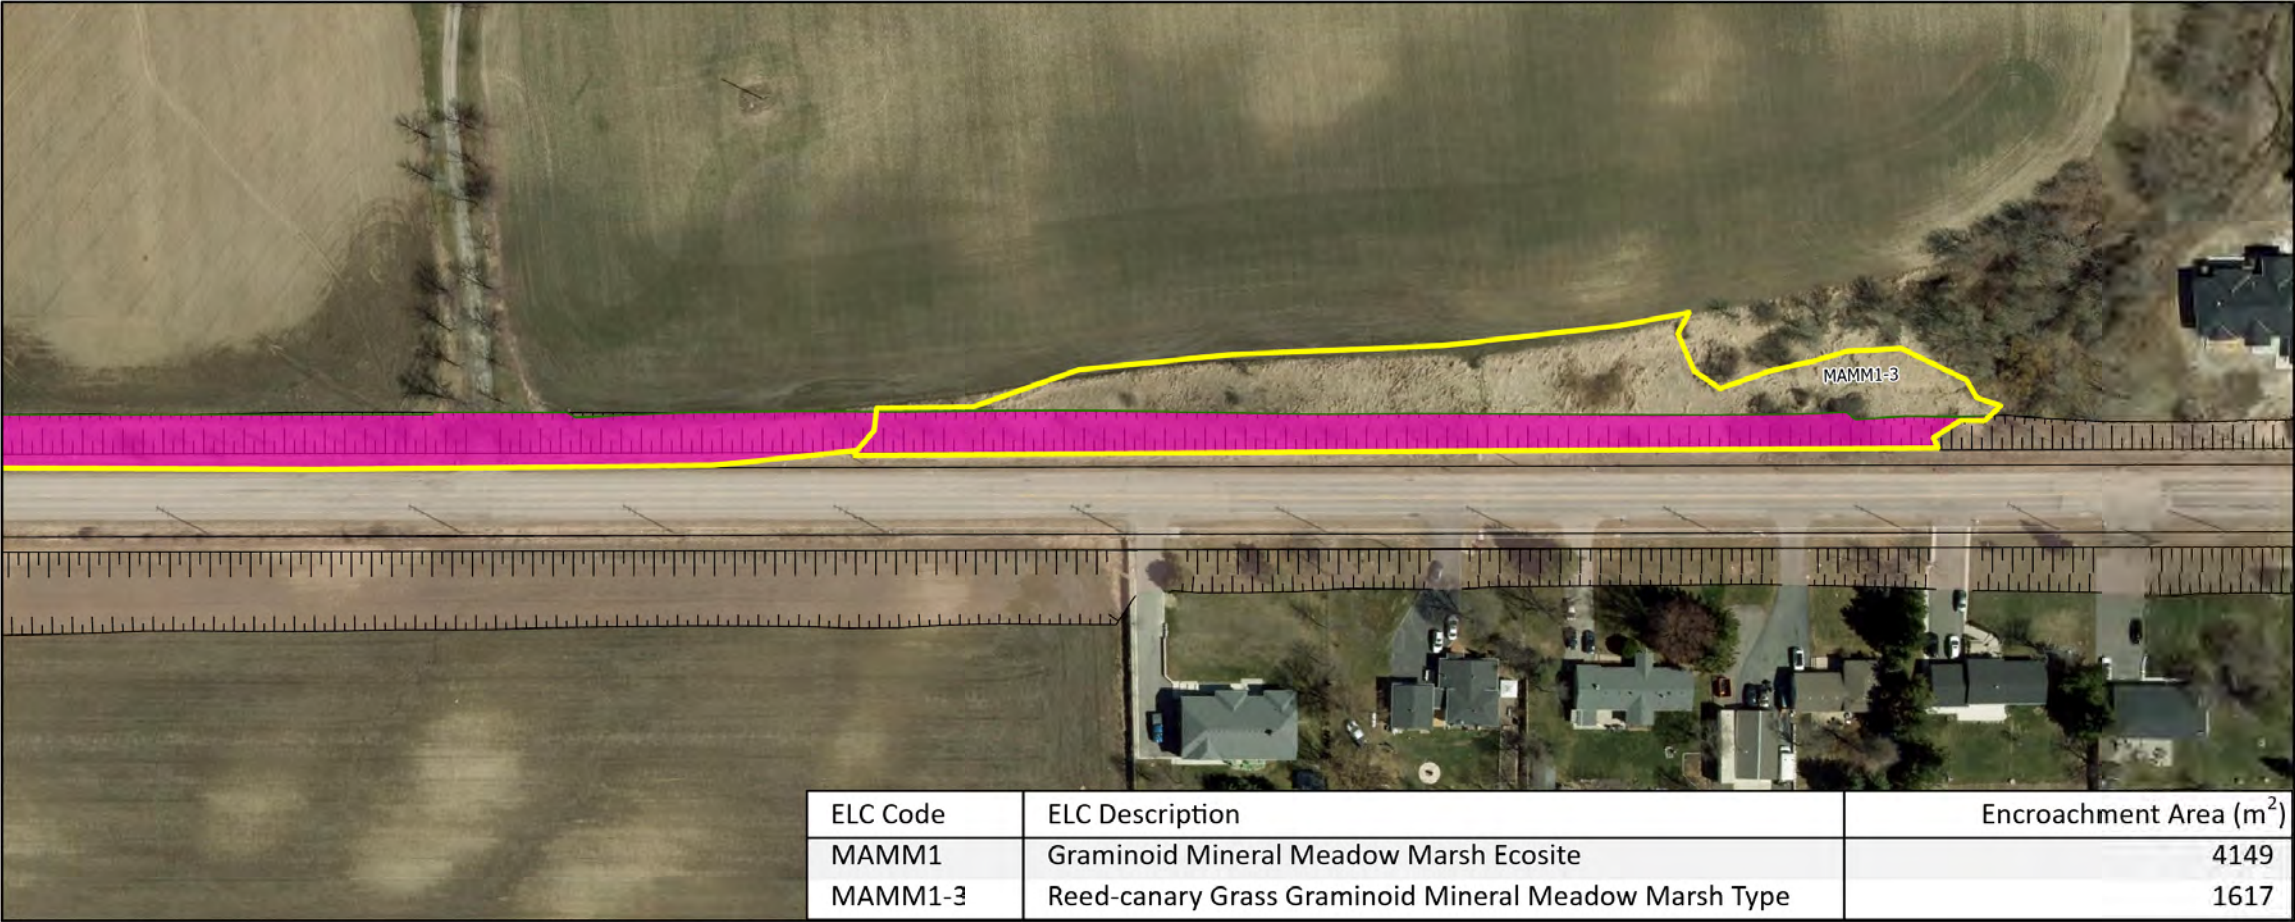 MAMM1-3
ELC Code ELC Description Encroachment Area (m²)
MAMM1 Graminoid Mineral Meadow Marsh Ecosite 4149
MAMM1-3 Reed-canary Grass Graminoid Mineral Meadow Marsh Type 1617